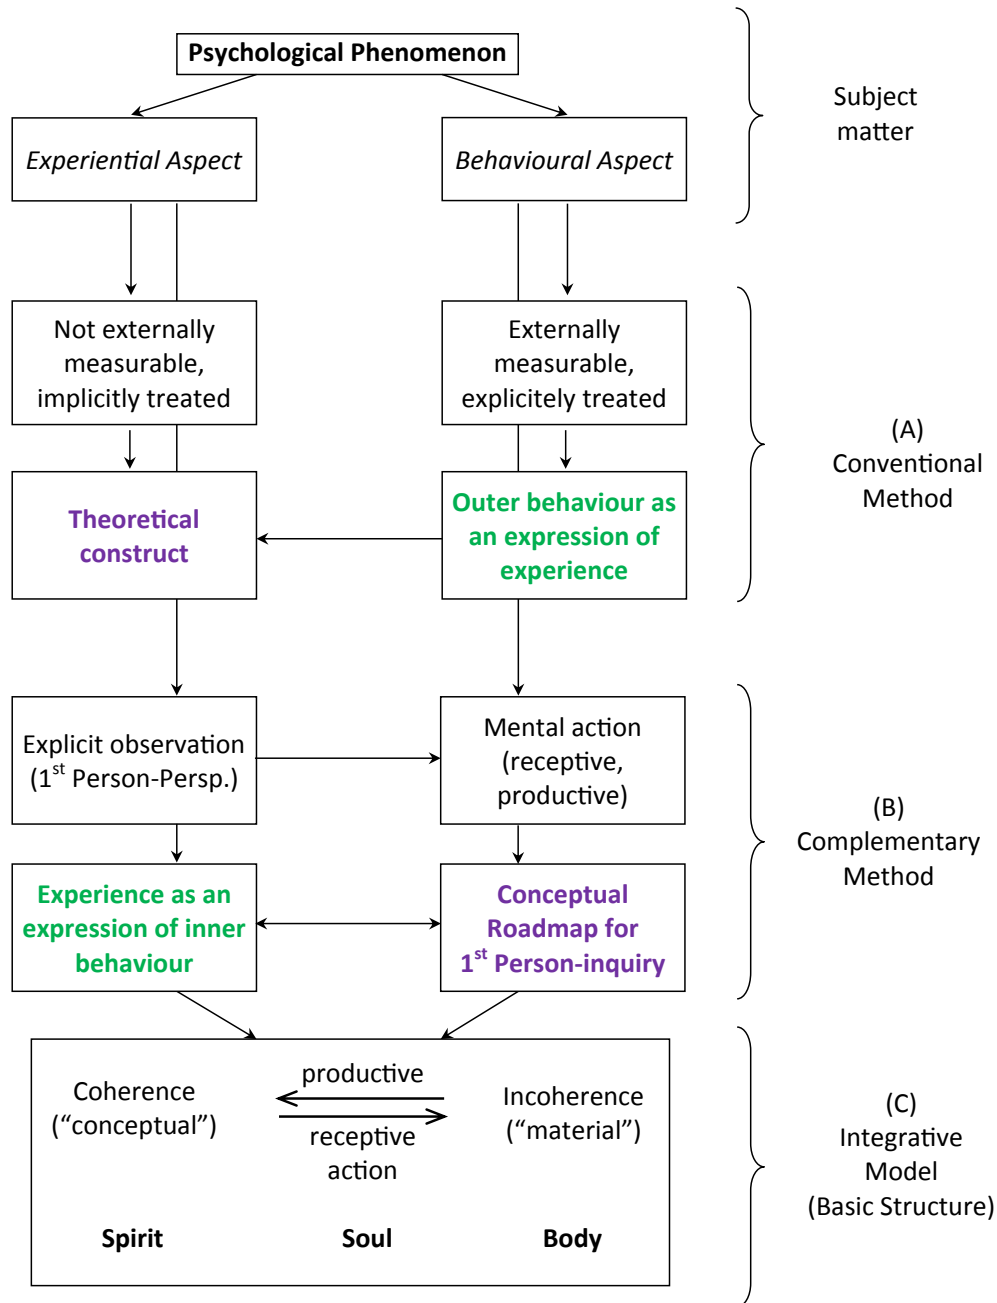 Psychological Phenomenon
Subject
matter
Experiential Aspect
Behavioural Aspect
Not externally
measurable,
implicitly treated
Externally
measurable,
explicitely treated
(A)
Conventional
Method
Theoretical
construct
Outer behaviour as
an expression of
experience
Explicit observation
(1st Person-Persp.)
Mental action
(receptive,
productive)
(B)
Complementary
Method
Experience as an
expression of inner
behaviour
Conceptual
Roadmap for
1st Person-inquiry
Coherence
(“conceptual”)
productive
receptive
action
Incoherence
(“material”)
(C)
Integrative
Model
(Basic Structure)
Spirit
Soul
Body